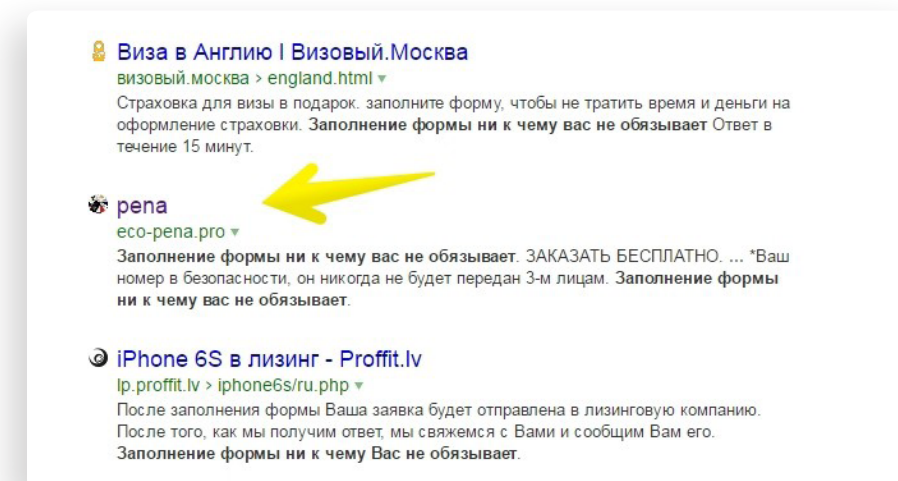 Виза в Англию I Визовый.Москва
визовый.москва › england.html
Страховка для визы в подарок. заполните форму, чтобы не тратить время и деньги на
оформление страховки. Заполнение формы ни к чему вас не обязывает Ответ в
течение 15 минут.
pena
eco-pena.pro
Заполнение формы ни к чему вас не обязывает. ЗАКАЗАТЬ БЕСПЛАТНО. ... *Ваш
номер в безопасности, он никогда не будет передан 3-м лицам. Заполнение формы
ни к чему вас не обязывает.
iPhone 6S в лизинг - Proffit.lv
lp.proffit.lv › iphone6s/ru.php
После заполнения формы Ваша заявка будет отправлена в лизинговую компанию.
После того, как мы получим ответ, мы свяжемся с Вами и сообщим Вам его.
Заполнение формы ни к чему Вас не обязывает.